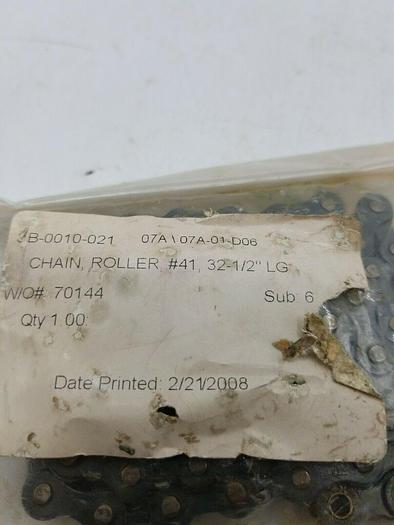 3B-0010-021 07A \ 07A-01-D06
CHAIN, ROLLER, #41, 32-1/2" LG
W/O#: 70144 Sub: 6
Qty 1.00:
Date Printed: 2/21/2008